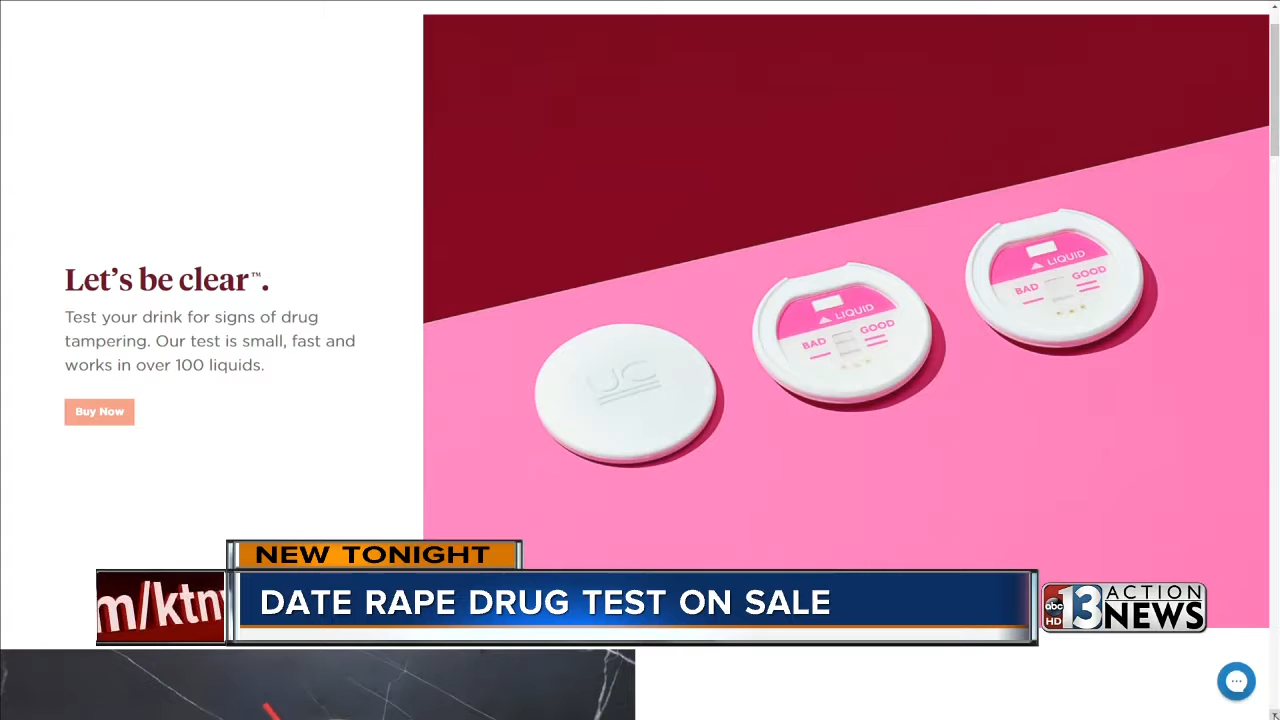 Let's be clear™.
Test your drink for signs of drug
tampering. Our test is small, fast and
works in over 100 liquids.
Buy Now
UC
LIQUID
BAD GOOD
LIQUID
BAD GOOD
NEW TONIGHT
m/ktn
DATE RAPE DRUG TEST ON SALE
abc
HD
13
ACTION
NEWS